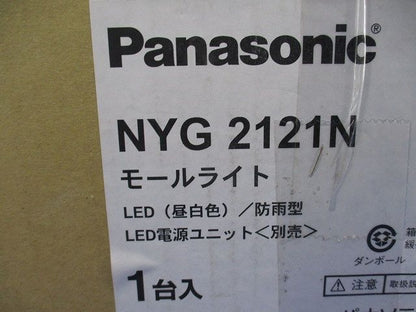 Panasonic®
NYG 2121N
モールライト
LED（昼白色）／防雨型
LED電源ユニット＜別売＞
ダンボール
1台入
注意